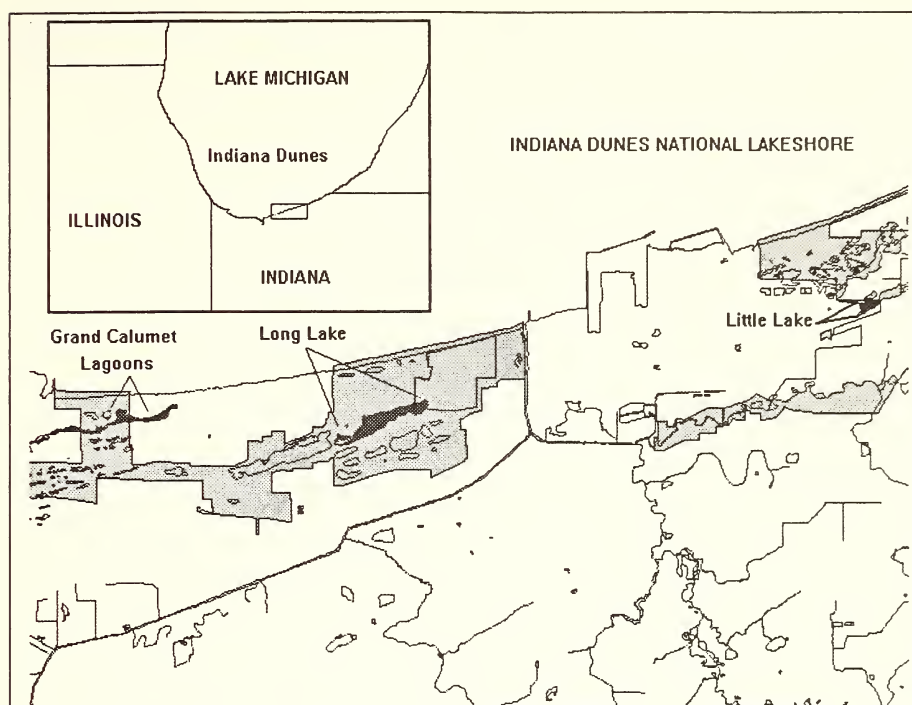 LAKE MICHIGAN
Indiana Dunes
ILLINOIS
INDIANA
INDIANA DUNES NATIONAL LAKESHORE
Grand Calumet
Lagoons
Long Lake
Little Lake